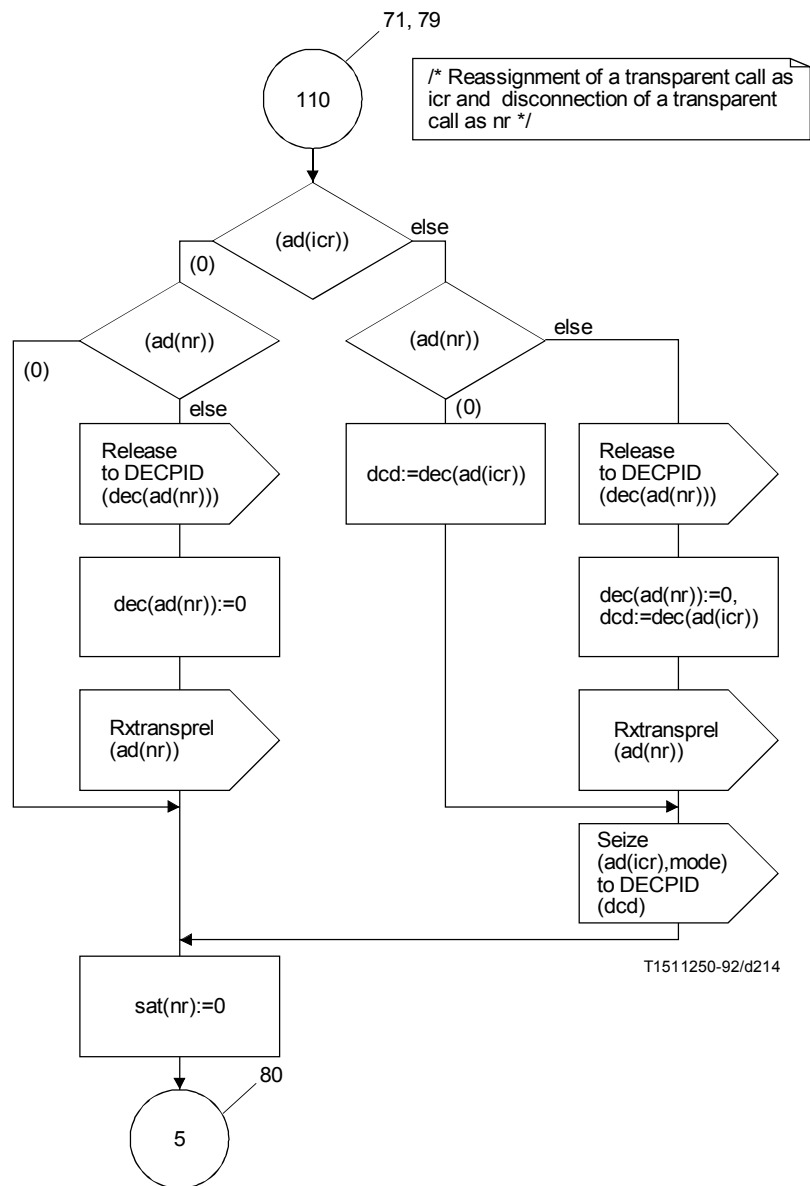 71, 79
110
/* Reassignment of a transparent call as
icr and disconnection of a transparent
call as nr */
(ad(icr))
else
(0)
(ad(nr))
(0)
else
(ad(nr))
else
(0)
Release
to DECPID
(dec(ad(nr)))
dcd:=dec(ad(icr))
Release
to DECPID
(dec(ad(nr)))
dec(ad(nr)):=0
dec(ad(nr)):=0,
dcd:=dec(ad(icr))
Rxtransprel
(ad(nr))
Rxtransprel
(ad(nr))
Seize
(ad(icr),mode)
to DECPID
(dcd)
T1511250-92/d214
sat(nr):=0
80
5